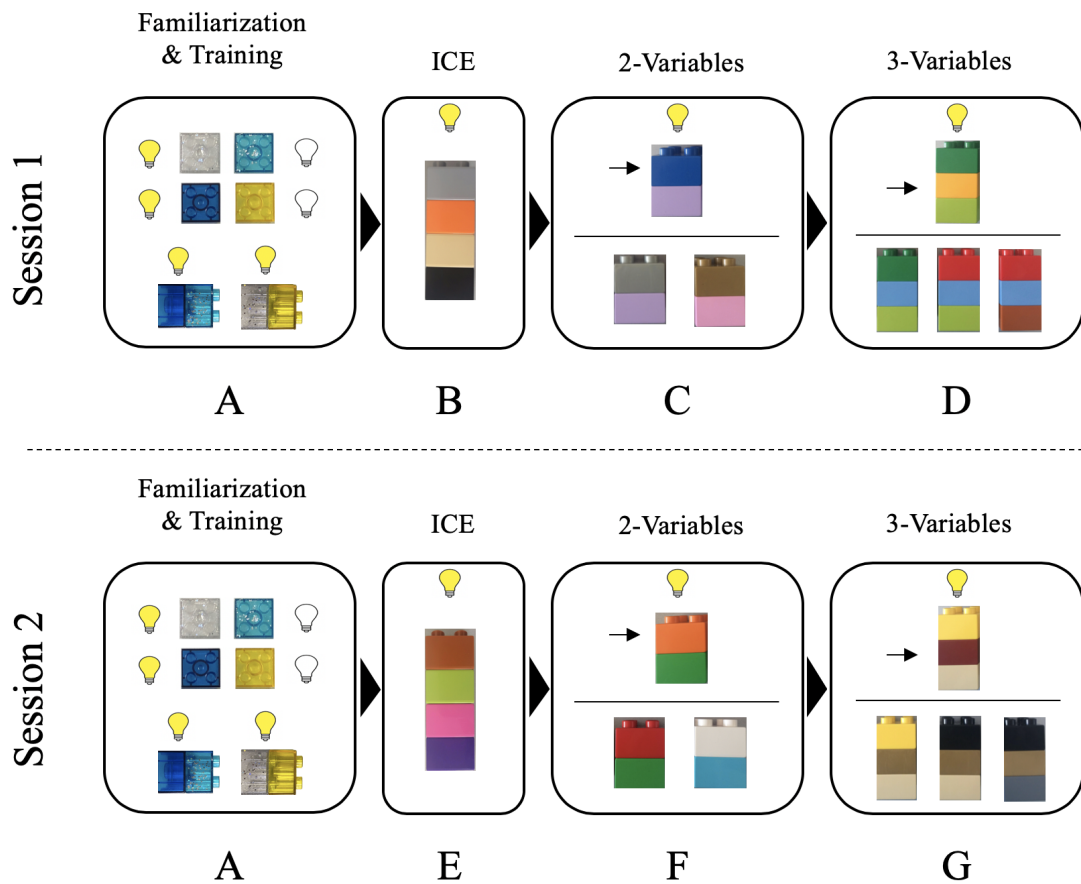 Familiarization
& Training
ICE
2-Variables
3-Variables
Session 1
A
B
C
D
Familiarization
& Training
ICE
2-Variables
3-Variables
Session 2
A
E
F
G